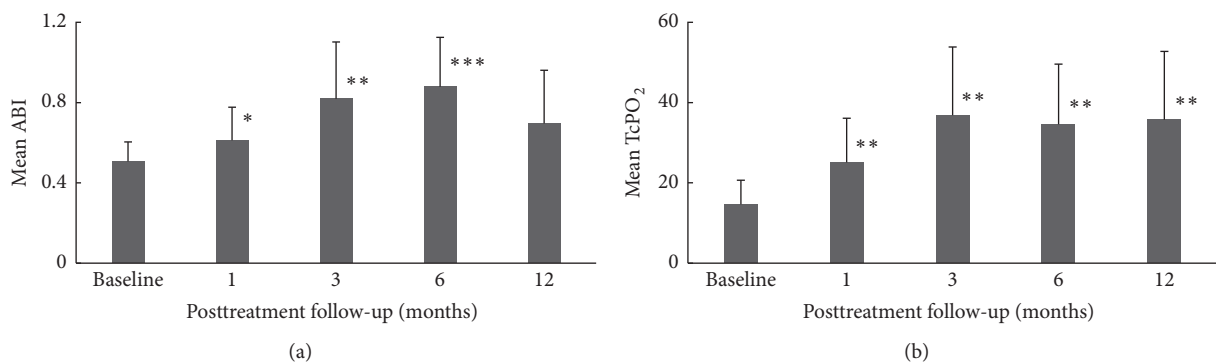 1.2
0.8
0.4
0
Mean ABI
*
**
***
Baseline 1 3 6 12
Posttreatment follow-up (months)
(a)
60
40
20
0
Mean TcPO₂
**
**
**
**
Baseline 1 3 6 12
Posttreatment follow-up (months)
(b)